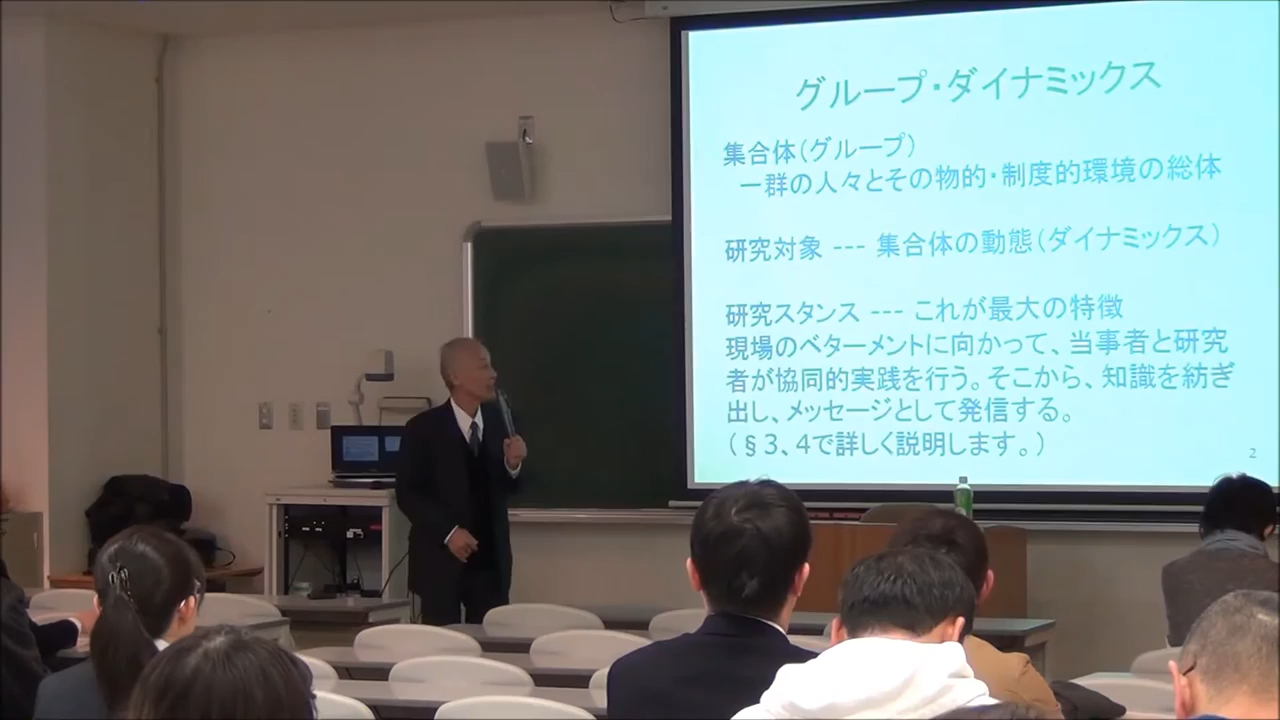 グループ・ダイナミックス
集合体(グループ)
一群の人々とその物的・制度的環境の総体
研究対象 --- 集合体の動態(ダイナミックス)
研究スタンス --- これが最大の特徴
現場のベターメントに向かって、当事者と研究
者が協同的実践を行う。そこから、知識を紡ぎ
出し、メッセージとして発信する。
(§3、4で詳しく説明します。)
2